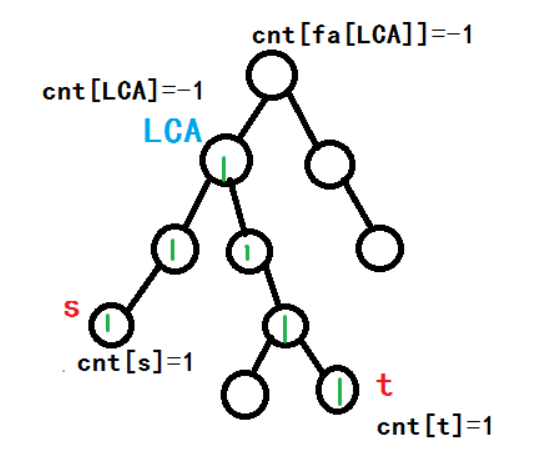 cnt[fa[LCA]]=-1
cnt[LCA]=-1
LCA
s
cnt[s]=1
t
cnt[t]=1